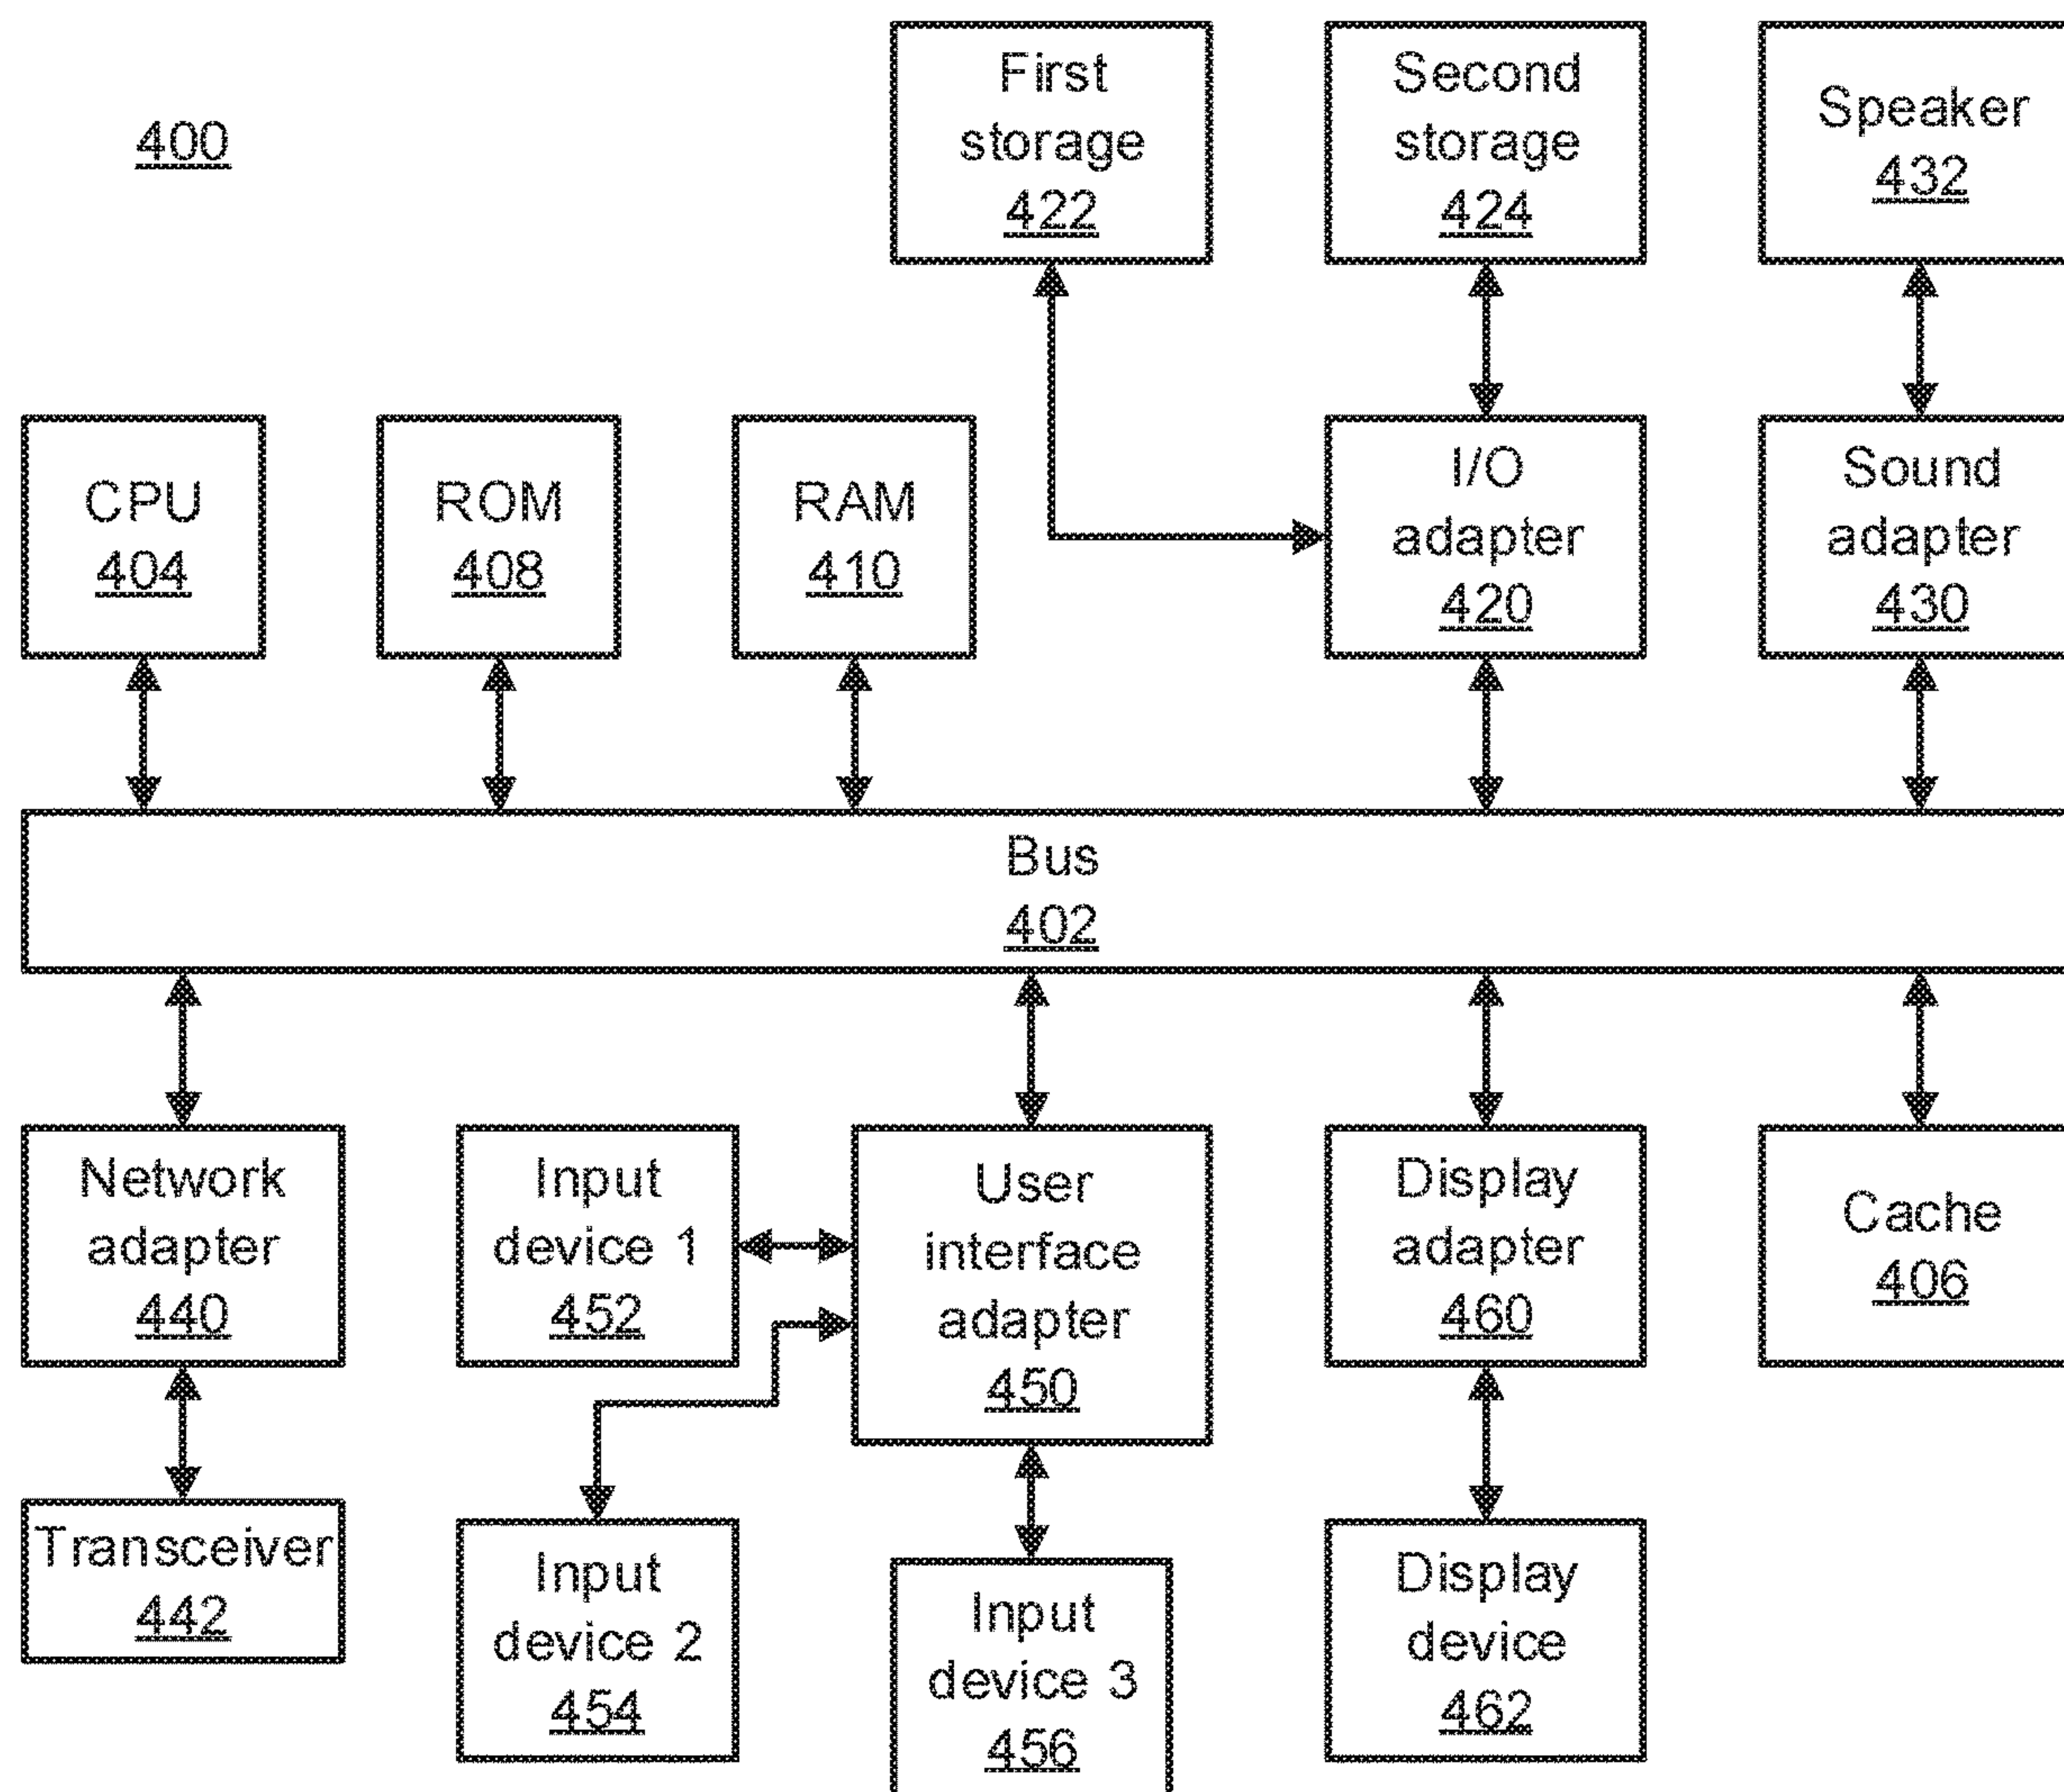 400
First
storage
422
Second
storage
424
Speaker
432
CPU
404
ROM
408
RAM
410
I/O
adapter
420
Sound
adapter
430
Bus
402
Network
adapter
440
Input
device 1
452
User
interface
adapter
450
Display
adapter
460
Cache
406
Transceiver
442
Input
device 2
454
Input
device 3
456
Display
device
462